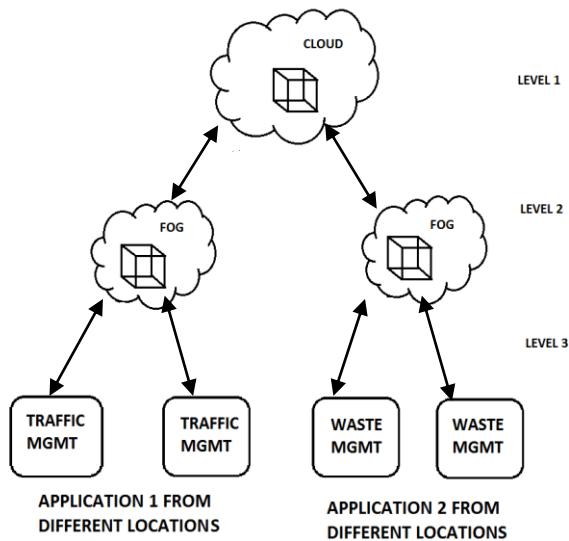 CLOUD
LEVEL 1
FOG
FOG
LEVEL 2
LEVEL 3
TRAFFIC
MGMT
TRAFFIC
MGMT
WASTE
MGMT
WASTE
MGMT
APPLICATION 1 FROM
DIFFERENT LOCATIONS
APPLICATION 2 FROM
DIFFERENT LOCATIONS